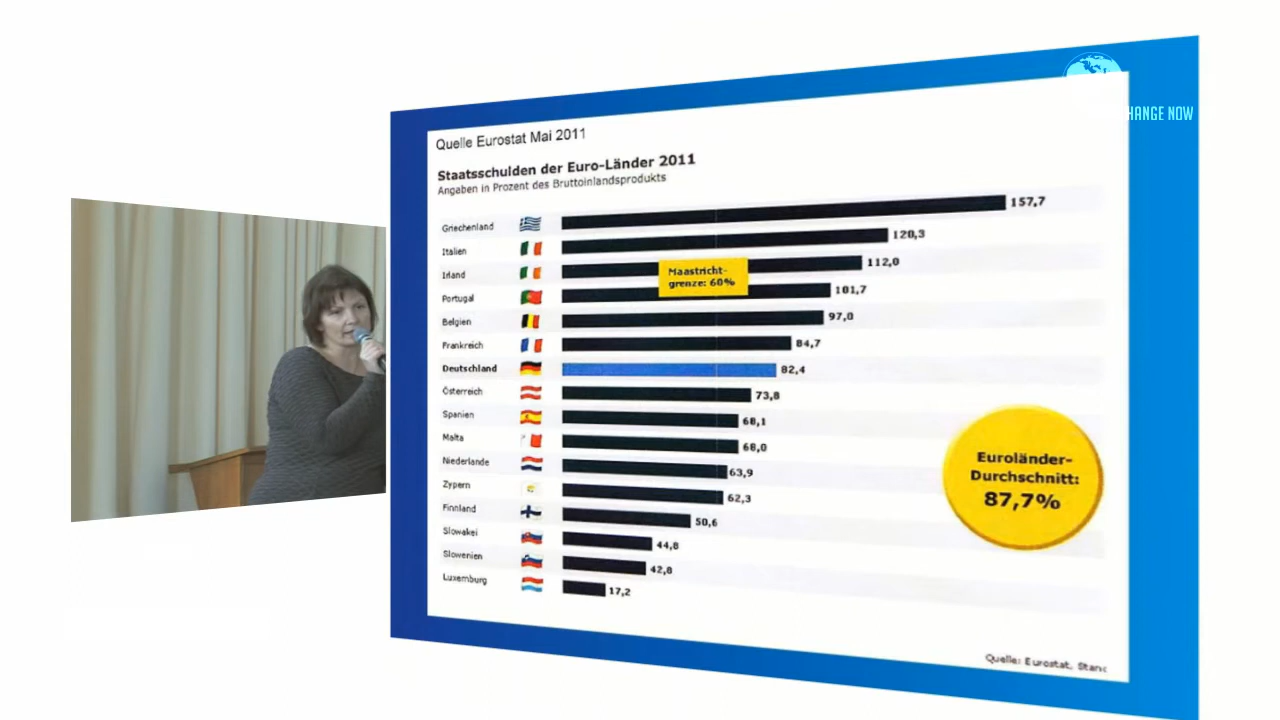 HANGE NOW
Quelle Eurostat Mai 2011
Staatsschulden der Euro-Länder 2011
Angaben in Prozent des Bruttoinlandsprodukts
Griechenland 157,7
Italien 120,3
Irland 112,0
Maastricht-
grenze: 60%
Portugal 101,7
Belgien 97,0
Frankreich 84,7
Deutschland 82,4
Österreich 73,8
Spanien 68,1
Malta 68,0
Niederlande 63,9
Zypern 62,3
Finnland 50,6
Slowakei 44,8
Slowenien 42,8
Luxemburg 17,2
Euroländer-
Durchschnitt:
87,7%
Quelle: Eurostat, Stand